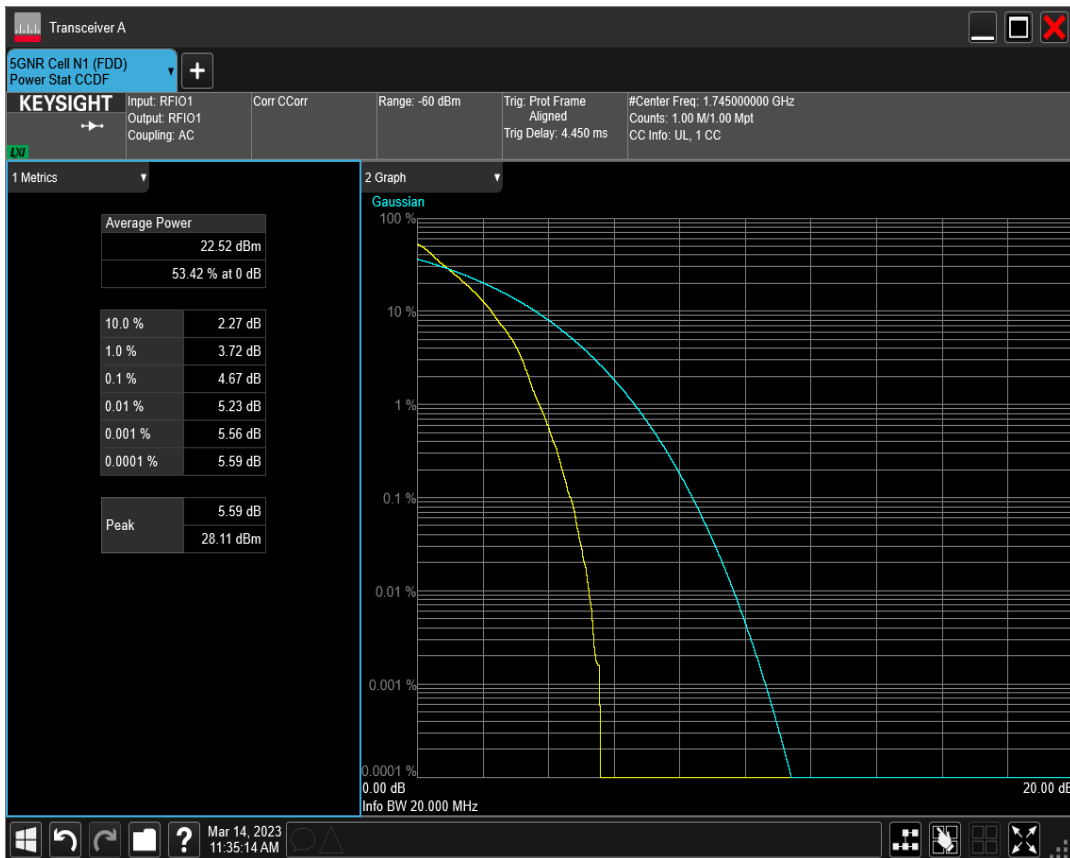 Transceiver A
5GNR Cell N1 (FDD)
Power Stat CCDF
KEYSIGHT
LXI
Input: RFIO1
Output: RFIO1
Coupling: AC
Corr CCorr
Range: -60 dBm
Trig: Prot Frame
Aligned
Trig Delay: 4.450 ms
#Center Freq: 1.745000000 GHz
Counts: 1.00 M/1.00 Mpt
CC Info: UL, 1 CC
1 Metrics
Average Power
22.52 dBm
53.42 % at 0 dB
10.0 % 2.27 dB
1.0 % 3.72 dB
0.1 % 4.67 dB
0.01 % 5.23 dB
0.001 % 5.56 dB
0.0001 % 5.59 dB
Peak
5.59 dB
28.11 dBm
2 Graph
Gaussian
100 %
10 %
1 %
0.1 %
0.01 %
0.001 %
0.0001 %
0.00 dB 20.00 dB
Info BW 20.000 MHz
?
Mar 14, 2023
11:35:14 AM